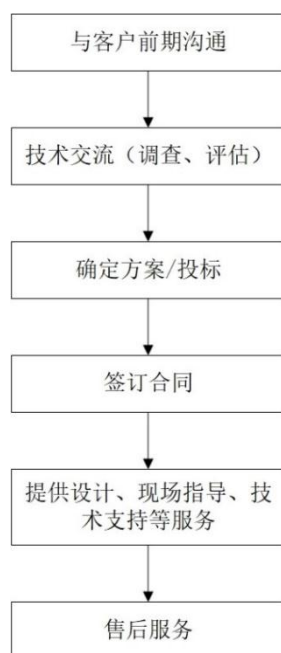 与客户前期沟通
技术交流（调查、评估）
确定方案/投标
签订合同
提供设计、现场指导、技
术支持等服务
售后服务